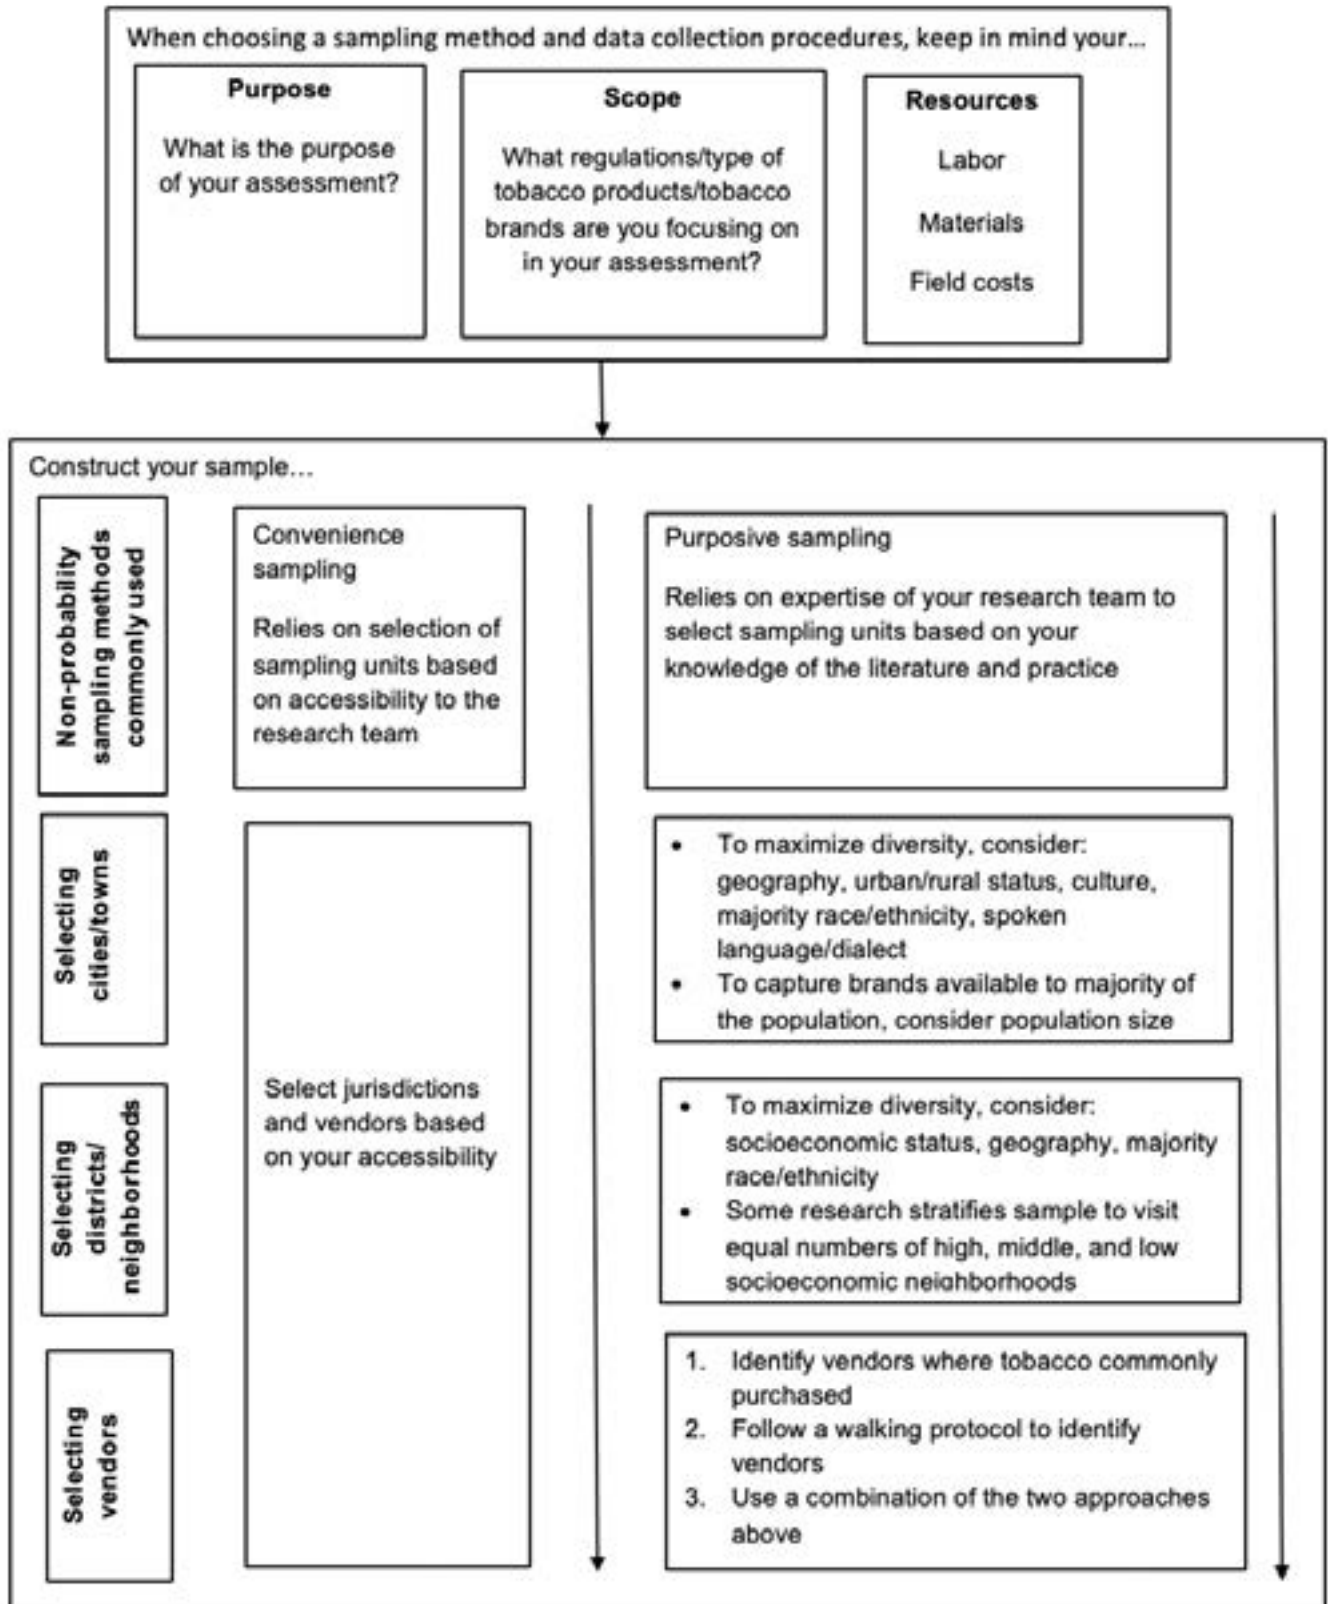 When choosing a sampling method and data collection procedures, keep in mind your...
Purpose
What is the purpose
of your assessment?
Scope
What regulations/type of
tobacco products/tobacco
brands are you focusing on
in your assessment?
Resources
Labor
Materials
Field costs
Construct your sample...
Non-probability
sampling methods
commonly used
Convenience
sampling
Relies on selection of
sampling units based
on accessibility to the
research team
Purposive sampling
Relies on expertise of your research team to
select sampling units based on your
knowledge of the literature and practice
Selecting
cities/towns
• To maximize diversity, consider:
geography, urban/rural status, culture,
majority race/ethnicity, spoken
language/dialect
• To capture brands available to majority of
the population, consider population size
Select jurisdictions
and vendors based
on your accessibility
Selecting
districts/
neighborhoods
• To maximize diversity, consider:
socioeconomic status, geography, majority
race/ethnicity
• Some research stratifies sample to visit
equal numbers of high, middle, and low
socioeconomic neighborhoods
Selecting
vendors
1. Identify vendors where tobacco commonly
purchased
2. Follow a walking protocol to identify
vendors
3. Use a combination of the two approaches
above